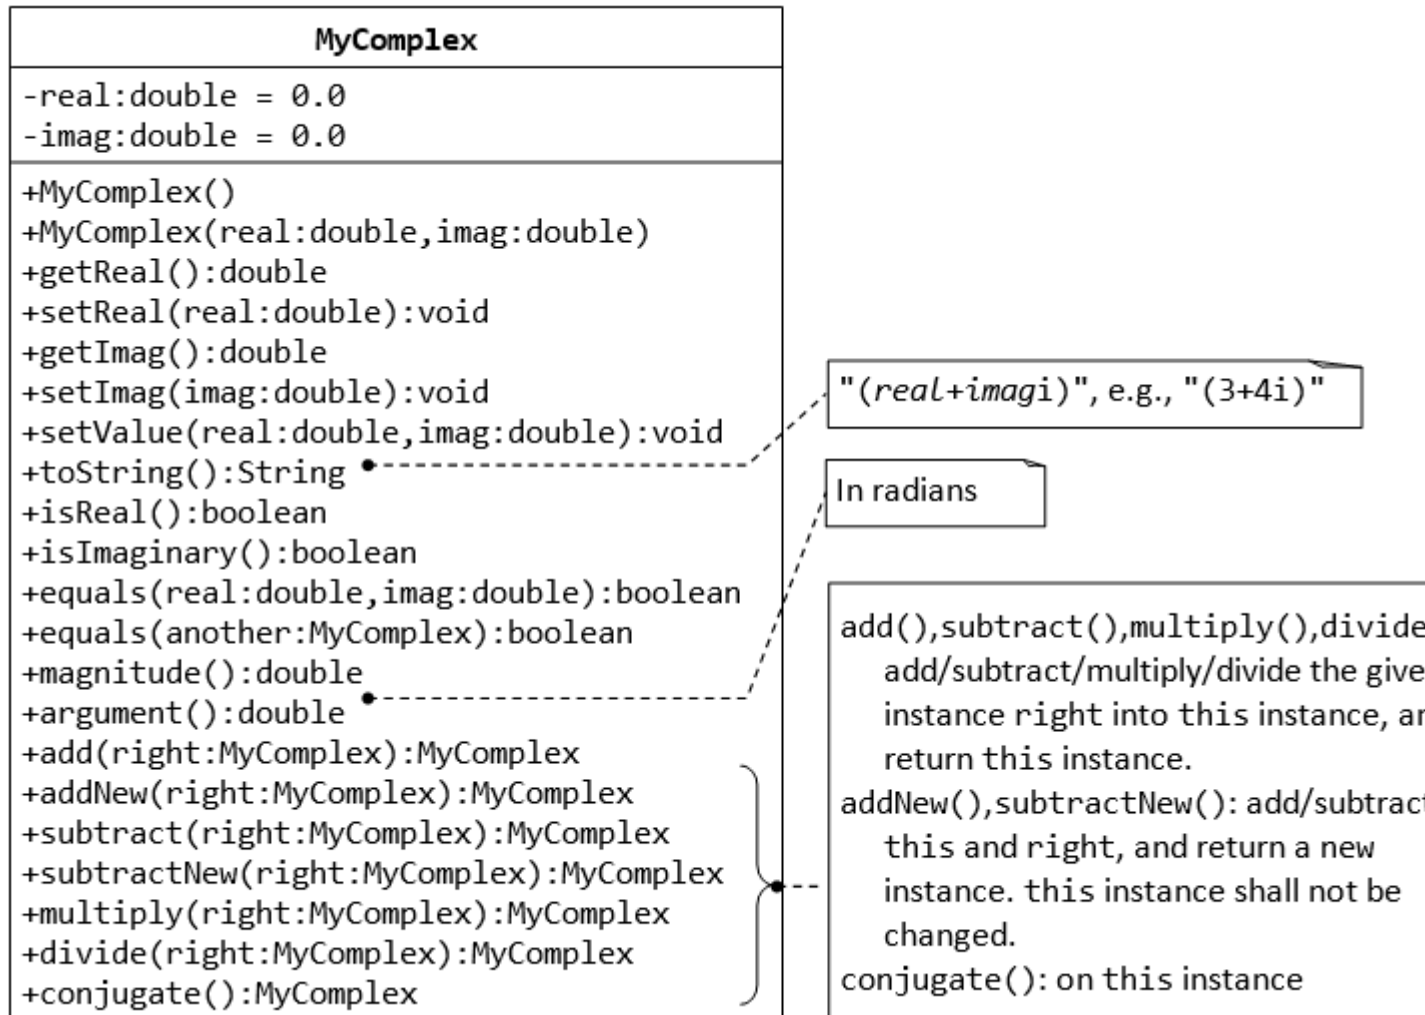 MyComplex
-real:double = 0.0
-imag:double = 0.0
+MyComplex()
+MyComplex(real:double,imag:double)
+getReal():double
+setReal(real:double):void
+getImag():double
+setImag(imag:double):void
+setValue(real:double,imag:double):void
+toString():String
+isReal():boolean
+isImaginary():boolean
+equals(real:double,imag:double):boolean
+equals(another:MyComplex):boolean
+magnitude():double
+argument():double
+add(right:MyComplex):MyComplex
+addNew(right:MyComplex):MyComplex
+subtract(right:MyComplex):MyComplex
+subtractNew(right:MyComplex):MyComplex
+multiply(right:MyComplex):MyComplex
+divide(right:MyComplex):MyComplex
+conjugate():MyComplex
"(real+imagi)", e.g., "(3+4i)"
In radians
add(),subtract(),multiply(),divide
add/subtract/multiply/divide the give
instance right into this instance, a
return this instance.
addNew(),subtractNew(): add/subtract
this and right, and return a new
instance. this instance shall not be
changed.
conjugate(): on this instance